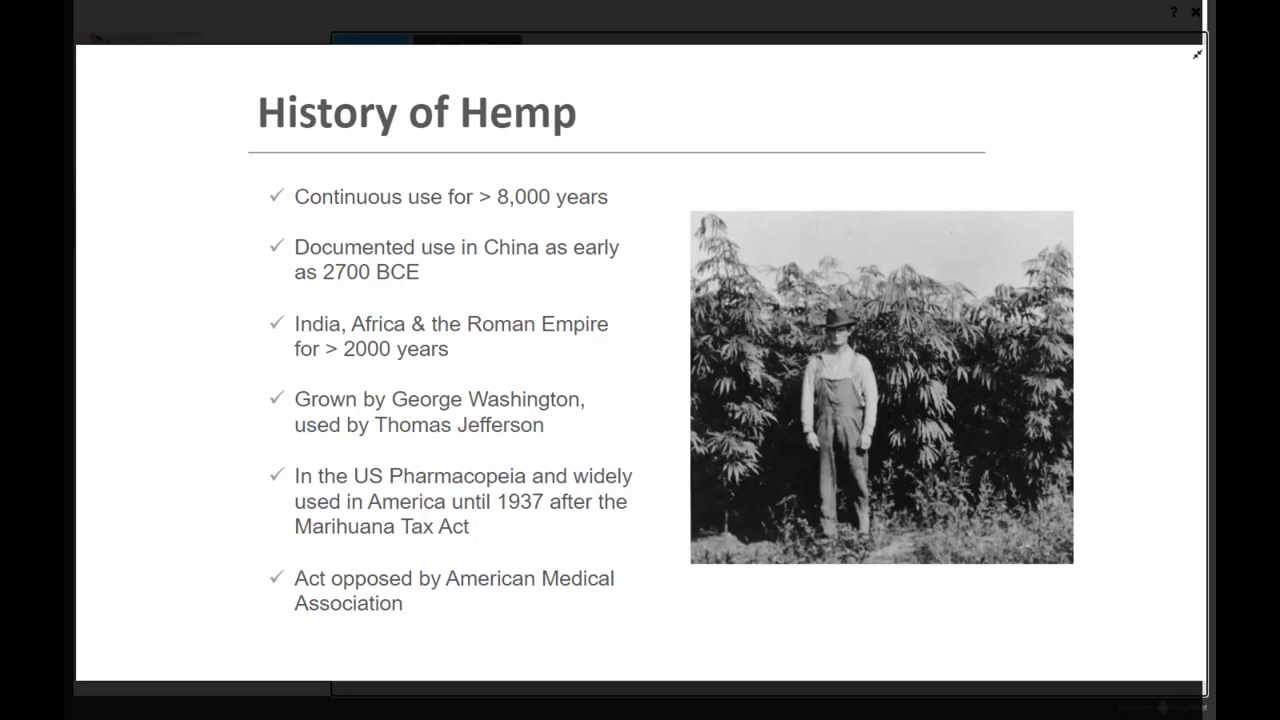 History of Hemp
Continuous use for > 8,000 years
Documented use in China as early
as 2700 BCE
India, Africa & the Roman Empire
for > 2000 years
Grown by George Washington,
used by Thomas Jefferson
In the US Pharmacopeia and widely
used in America until 1937 after the
Marihuana Tax Act
Act opposed by American Medical
Association